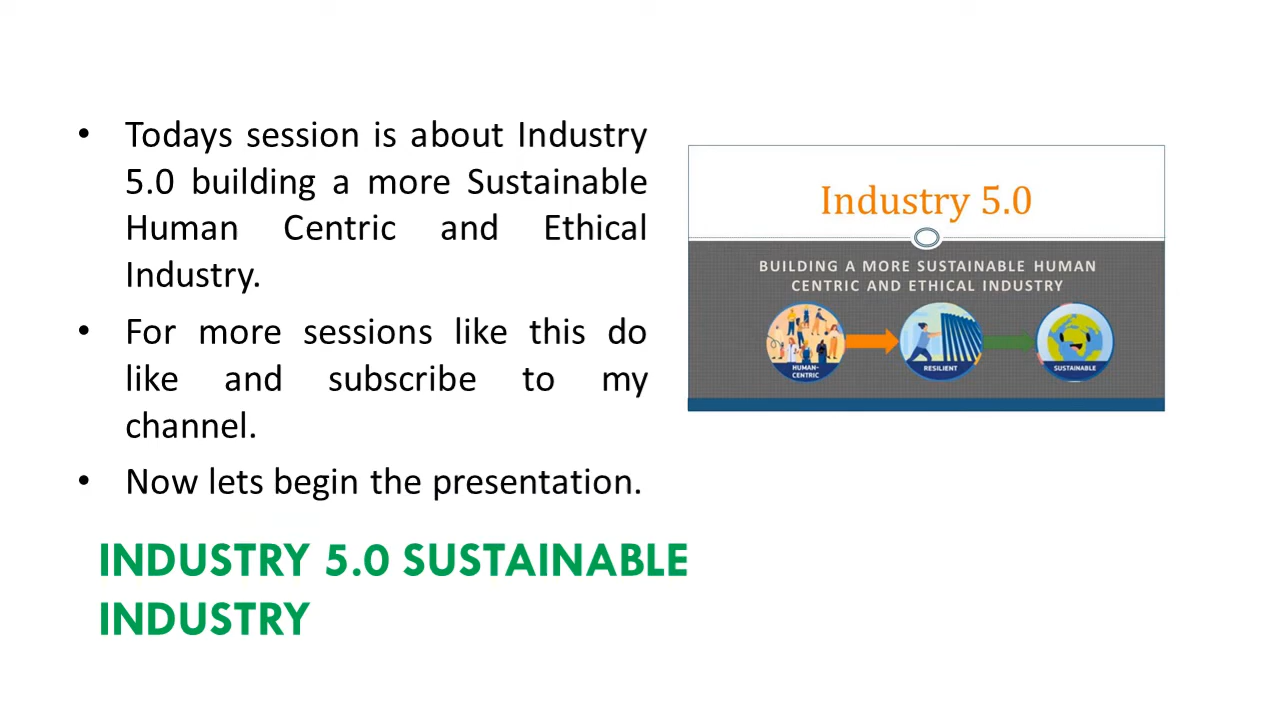 • Todays session is about Industry
5.0 building a more Sustainable
Human Centric and Ethical
Industry.
• For more sessions like this do
like and subscribe to my
channel.
• Now lets begin the presentation.
INDUSTRY 5.0 SUSTAINABLE
INDUSTRY
Industry 5.0
BUILDING A MORE SUSTAINABLE HUMAN
CENTRIC AND ETHICAL INDUSTRY
HUMAN-
CENTRIC
RESILIENT
SUSTAINABLE